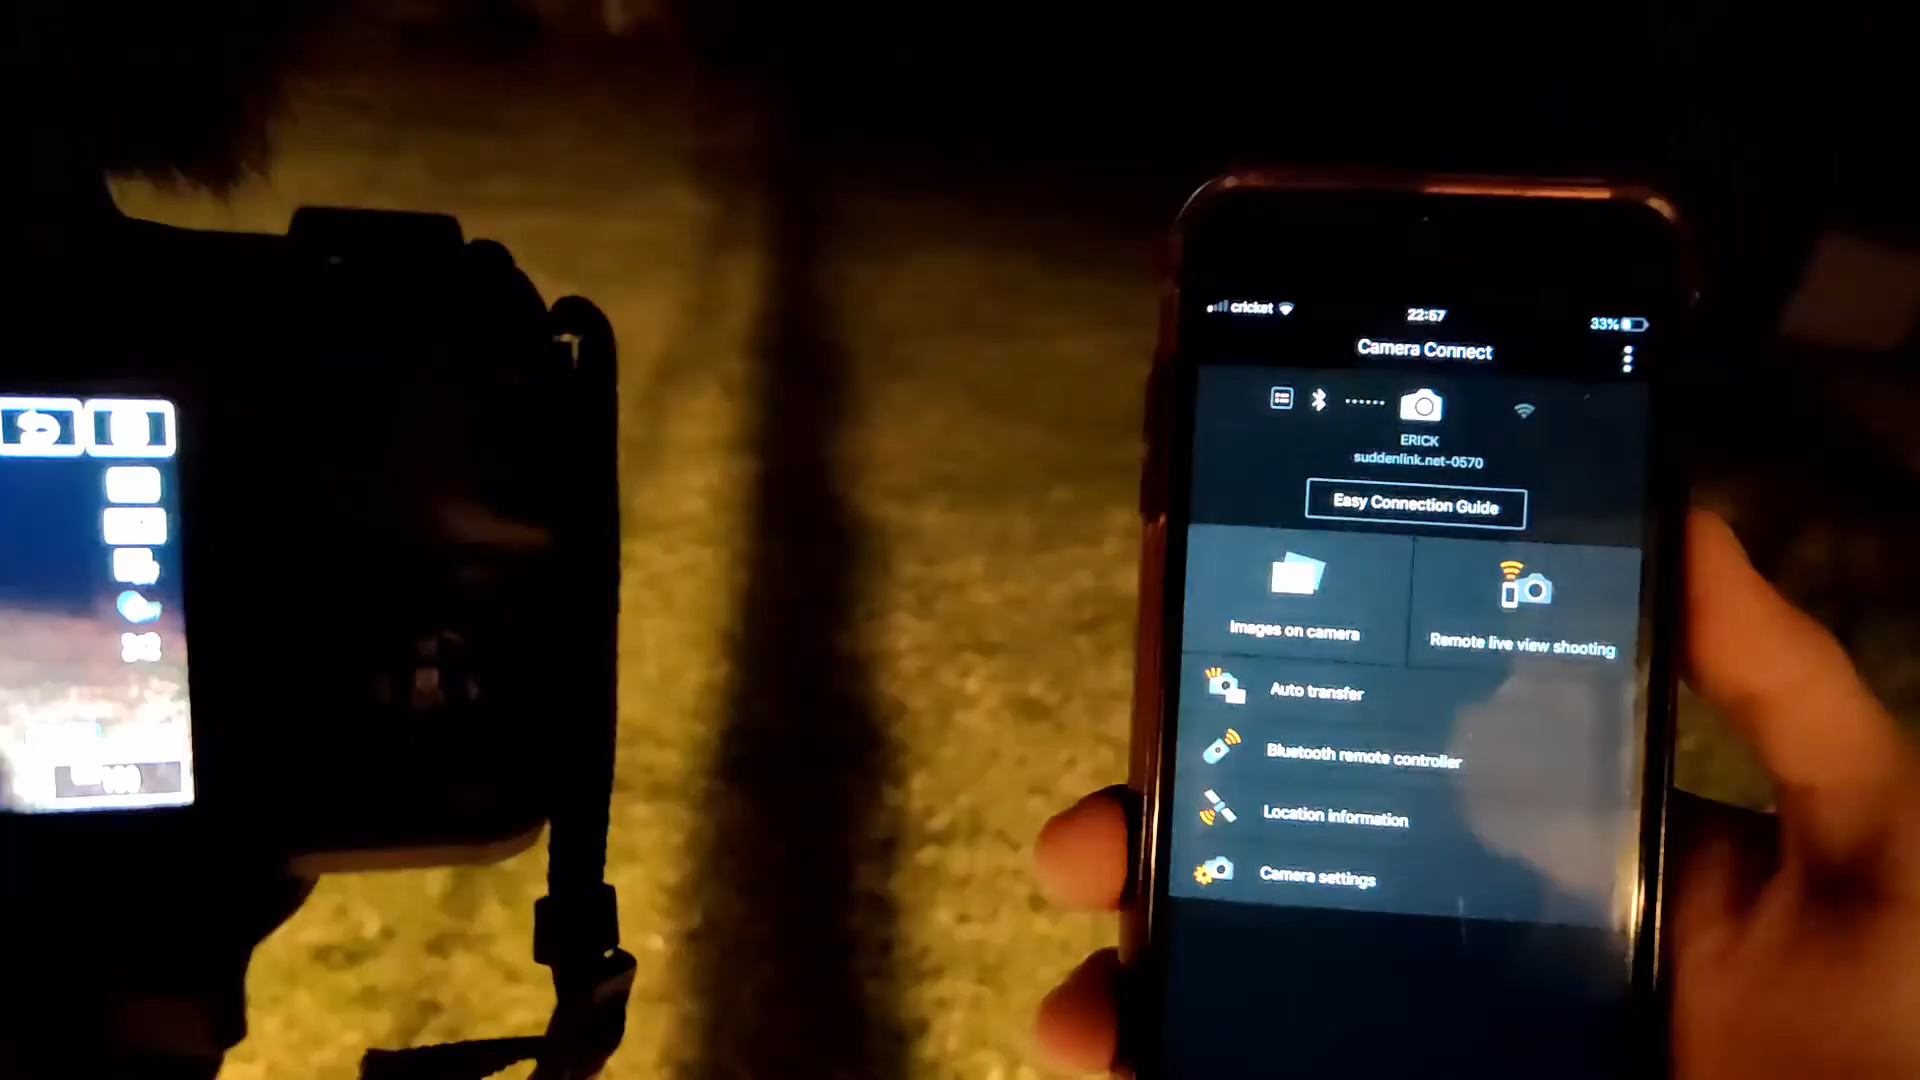 cricket
22:57
33%
Camera Connect
ERICK
suddenlink.net-0570
Easy Connection Guide
Images on camera
Remote live view shooting
Auto transfer
Bluetooth remote controller
Location information
Camera settings